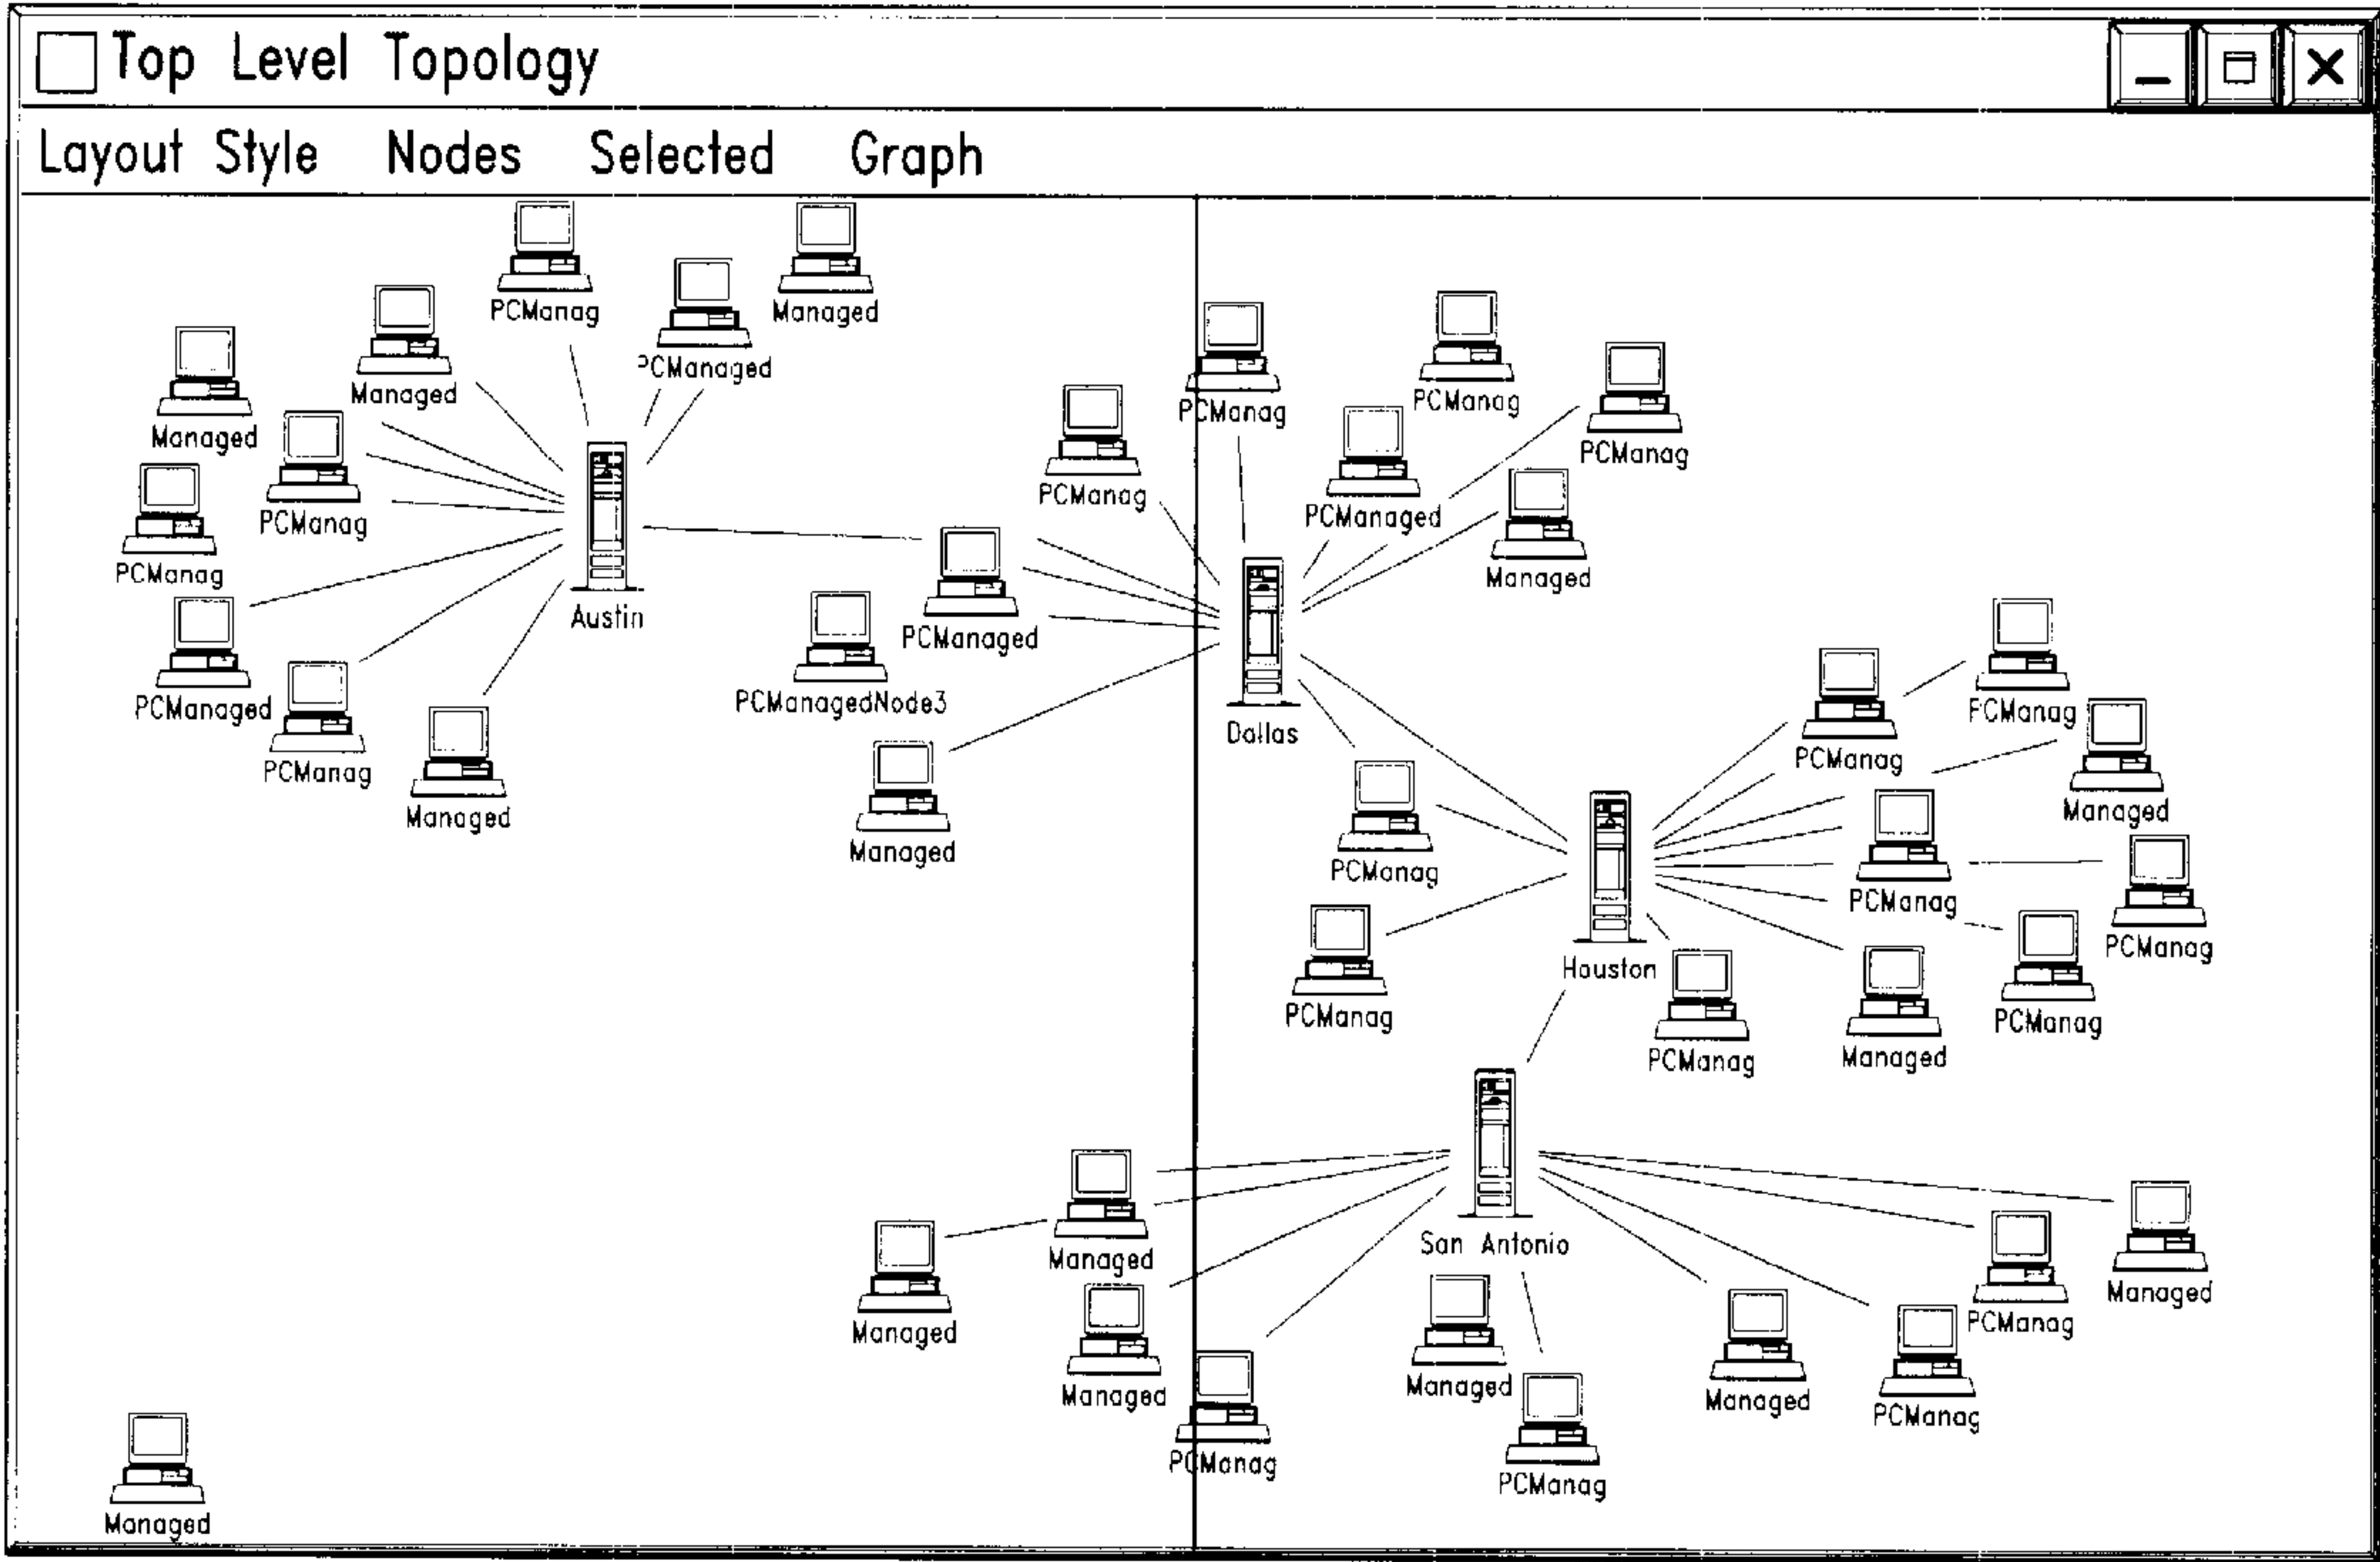 Top Level Topology
Layout Style Nodes Selected Graph
PCManag
Managed
PCManaged
Managed
Managed
PCManag
PCManag
PCManaged
PCManag
Managed
Austin
PCManag
PCManag
PCManag
PCManag
PCManaged
Managed
PCManaged
PCManagedNode3
Managed
Dallas
PCManag
PCManag
PCManag
PCManag
Managed
PCManag
PCManag
PCManag
Houston
PCManag
Managed
PCManag
San Antonio
Managed
Managed
Managed
PCManag
Managed
PCManag
Managed
PCManag
PCManag
Managed
Managed